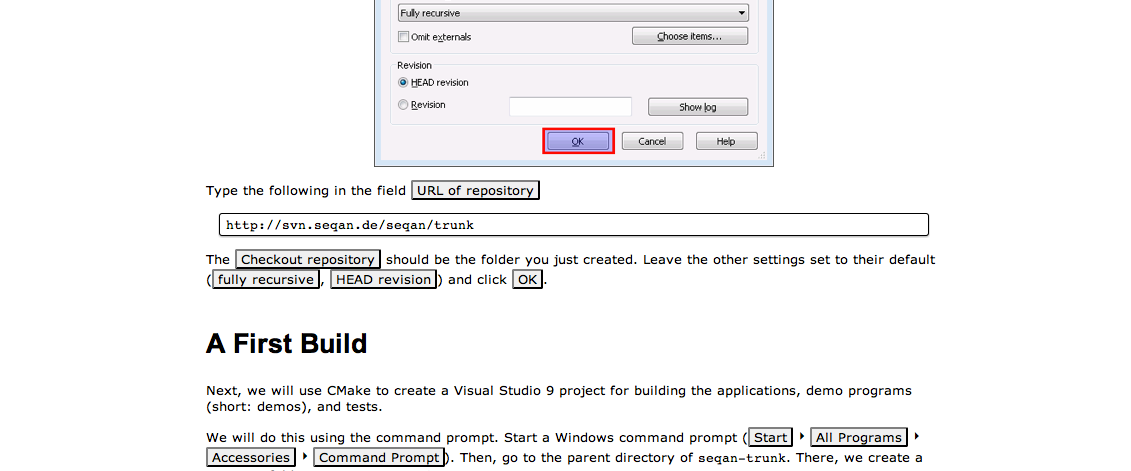 Fully recursive
Omit externals
Choose items...
Revision
HEAD revision
Revision
Show log
OK
Cancel
Help
Type the following in the field URL of repository
http://svn.seqan.de/seqan/trunk
The Checkout repository should be the folder you just created. Leave the other settings set to their default
(fully recursive, HEAD revision) and click OK.
A First Build
Next, we will use CMake to create a Visual Studio 9 project for building the applications, demo programs
(short: demos), and tests.
We will do this using the command prompt. Start a Windows command prompt (Start ‣ All Programs ‣
Accessories ‣ Command Prompt). Then, go to the parent directory of seqan-trunk. There, we create a